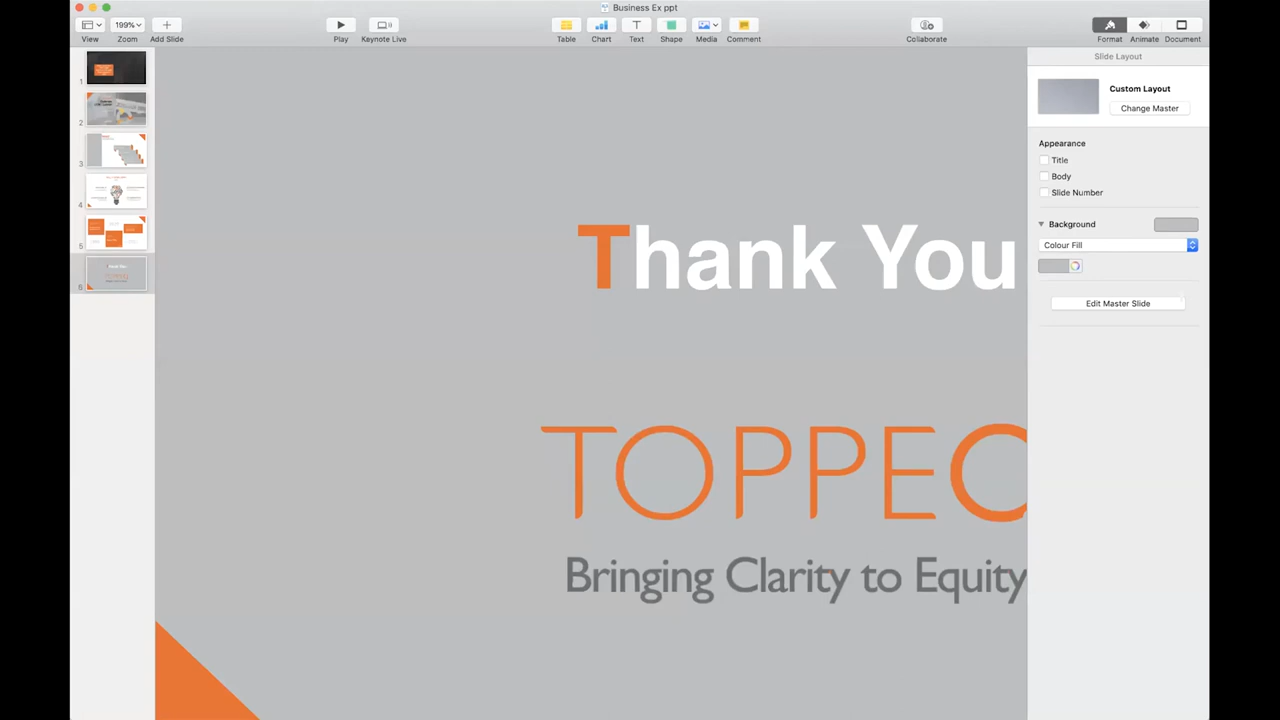 Business Ex ppt
199%
View
Zoom
Add Slide
Play
Keynote Live
Table
Chart
Text
Shape
Media
Comment
Collaborate
Format
Animate
Document
Slide Layout
Custom Layout
Change Master
Appearance
Title
Body
Slide Number
Background
Colour Fill
Edit Master Slide
1
2
3
4
5
6
Thank You
TOPPEQ
Bringing Clarity to Equity